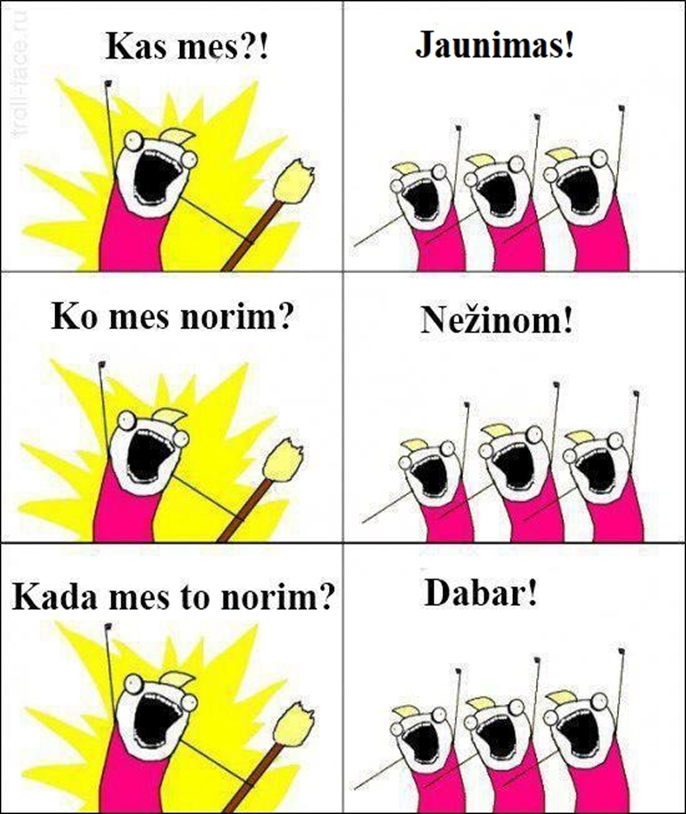 troll-face.ru
Kas mes?!
Jaunimas!
Ko mes norim?
Nežinom!
Kada mes to norim?
Dabar!